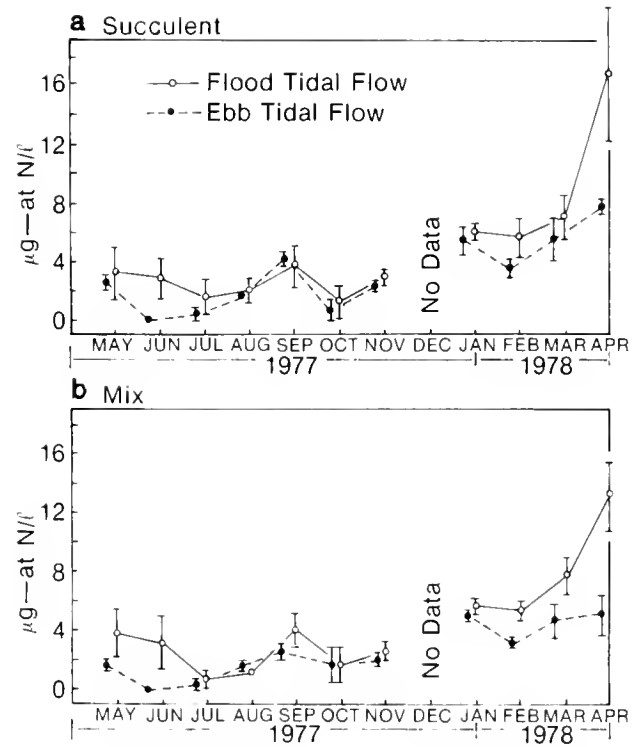 a Succulent
Flood Tidal Flow
Ebb Tidal Flow
μg—at N/ℓ
16
12
8
4
0
No Data
MAY JUN JUL AUG SEP OCT NOV DEC JAN FEB MAR APR
1977 1978
b Mix
μg—at N/ℓ
16
12
8
4
0
No Data
MAY JUN JUL AUG SEP OCT NOV DEC JAN FEB MAR APR
1977 1978